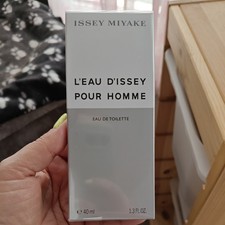 ISSEY MIYAKE
L'EAU D'ISSEY
POUR HOMME
EAU DE TOILETTE
e 40 ml 1.3 FL.OZ.